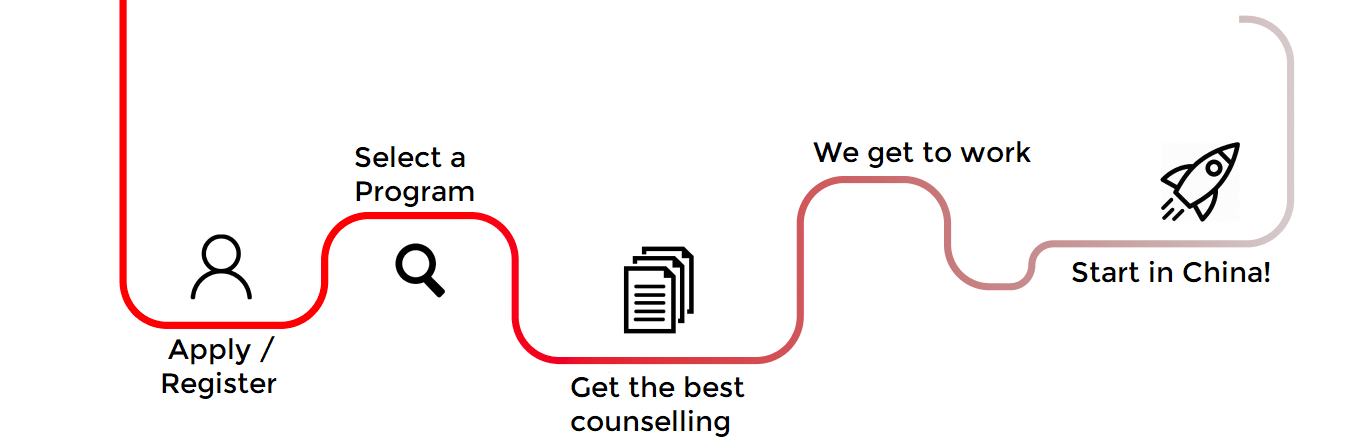 Apply /
Register
Select a
Program
Get the best
counselling
We get to work
Start in China!